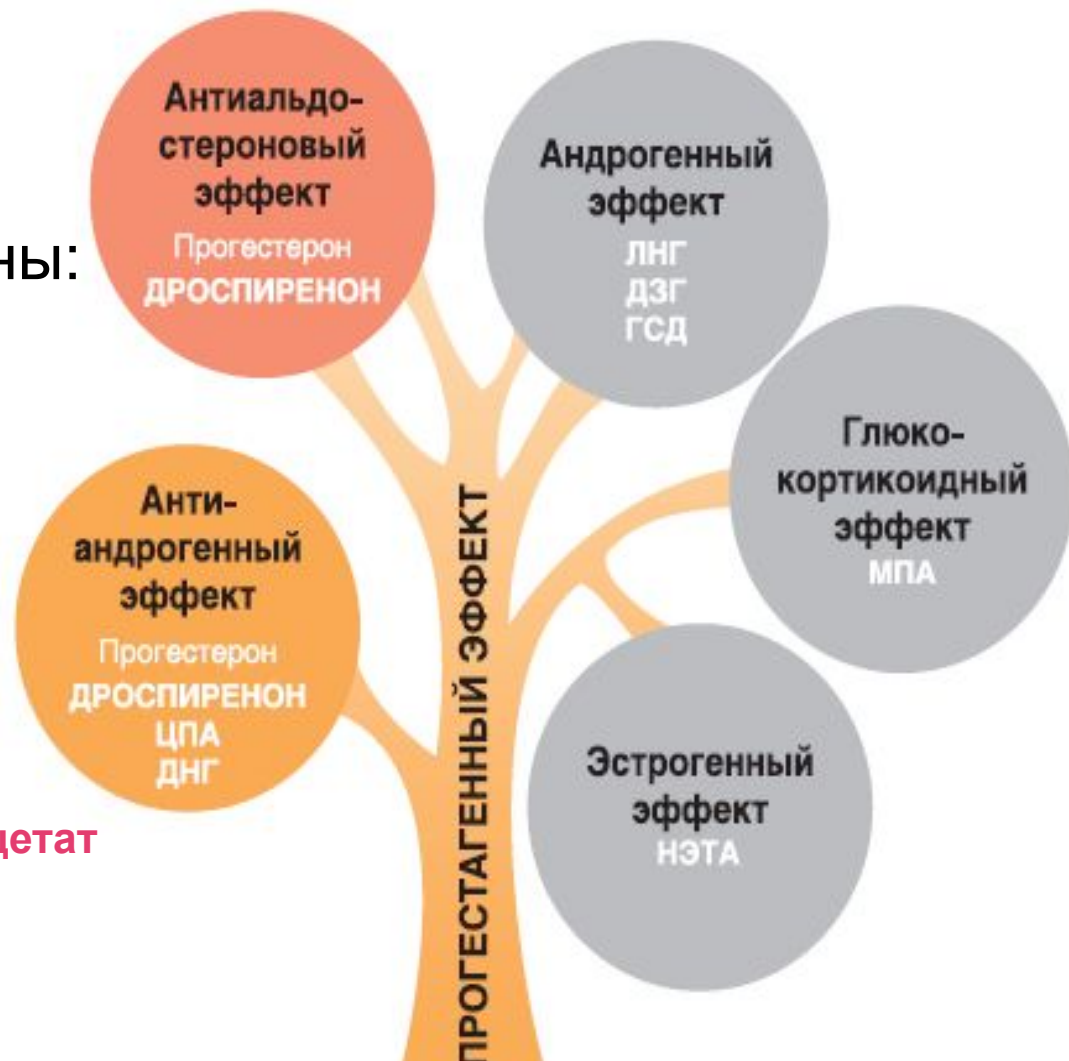 ны:
Антиальдо-
стероновый
эффект
Прогестерон
ДРОСПИРЕНОН
Андрогенный
эффект
ЛНГ
ДЗГ
ГСД
Глюко-
кортикоидный
эффект
МПА
Анти-
андрогенный
эффект
Прогестерон
ДРОСПИРЕНОН
ЦПА
ДНГ
Эстрогенный
эффект
НЭТА
цетат
ПРОГЕСТАГЕННЫЙ ЭФФЕКТ